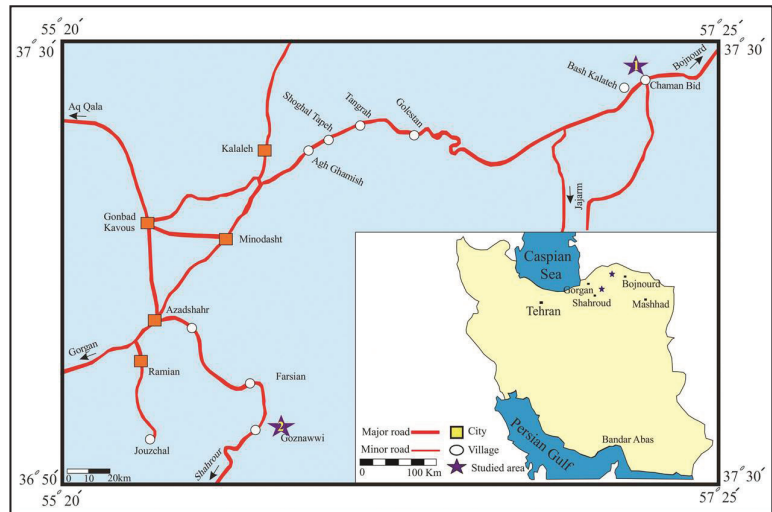 55° 20'
57° 25'
37° 30'
37° 30'
Bojnourd
1
Bash Kalateh
Chaman Bid
Aq Qala
Golestan
Tangrah
Shoghal Tapeh
Kalaleh
Agh Ghamish
Jajarm
Gonbad
Kavous
Minodasht
Caspian
Sea
Gorgan
Bojnourd
Shahroud
Mashhad
Tehran
Azadshahr
Gorgan
Ramian
Farsian
2
Goznawwi
Jouzchal
Shahrour
Persian Gulf
Bandar Abas
Major road
City
Minor road
Village
0
100 Km
Studied area
0 10 20km
36° 50'
37° 30'
55° 20'
57° 25'